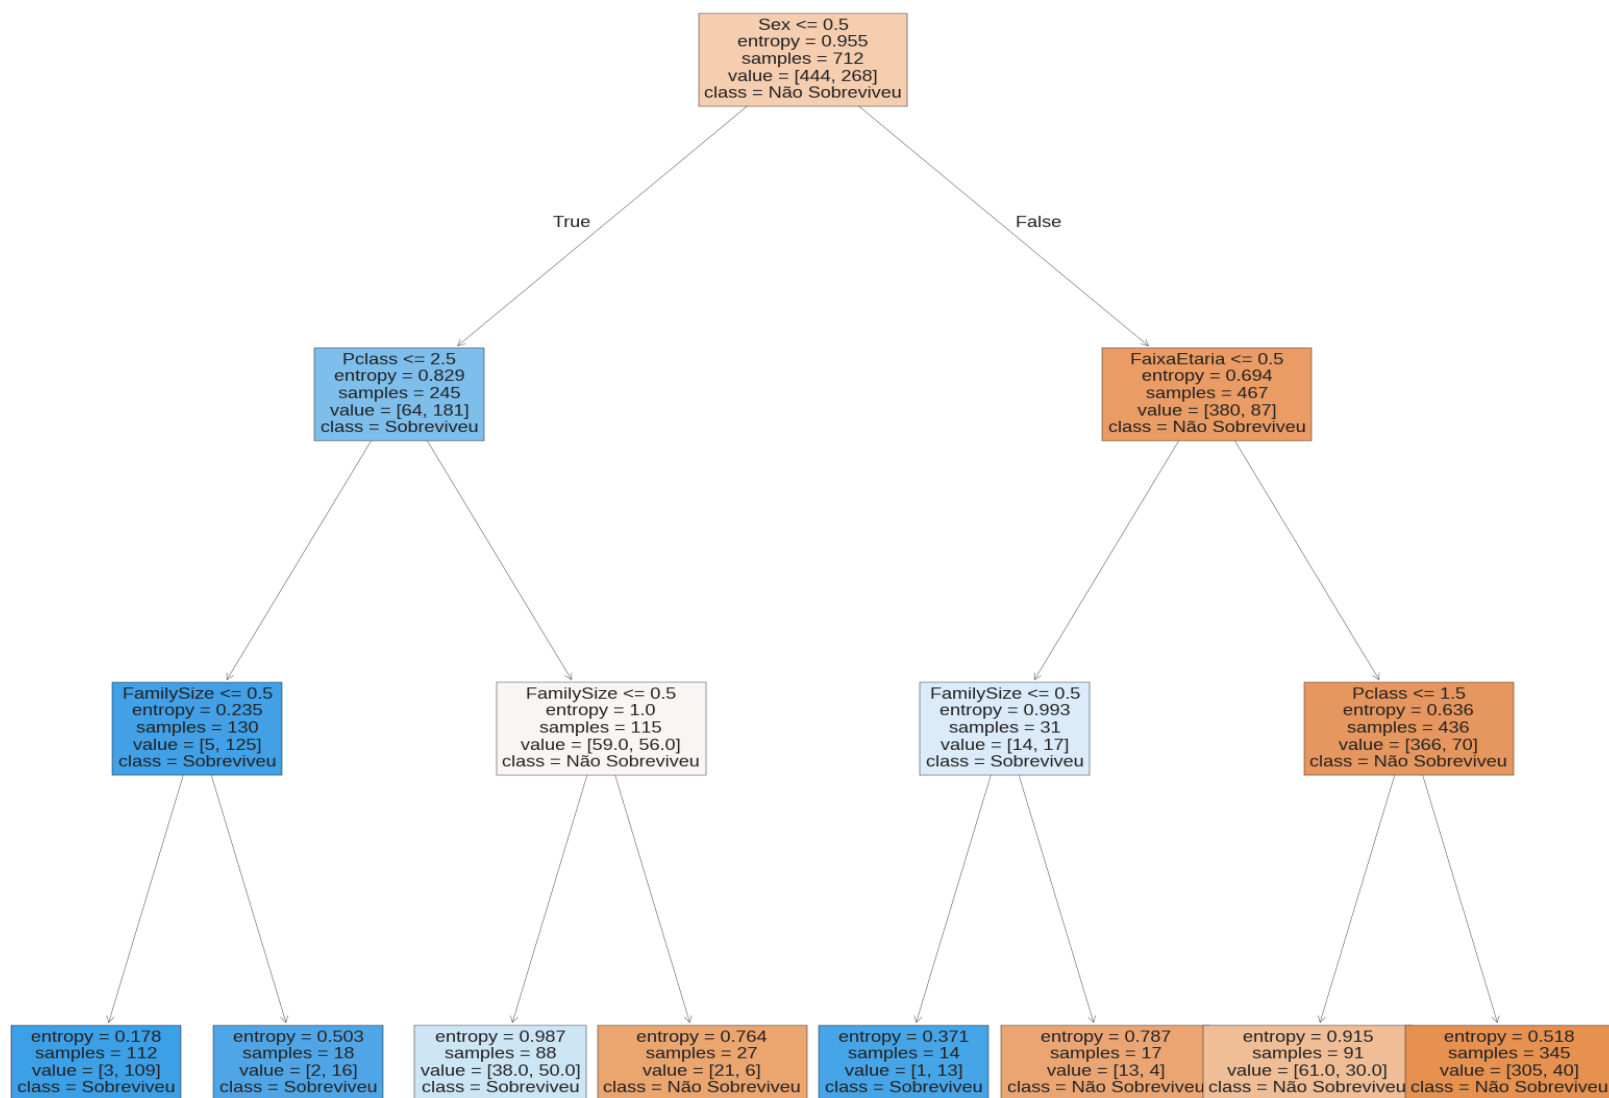 Sex <= 0.5
entropy = 0.955
samples = 712
value = [444, 268]
class = Não Sobreviveu
True
False
Pclass <= 2.5
entropy = 0.829
samples = 245
value = [64, 181]
class = Sobreviveu
FaixaEtaria <= 0.5
entropy = 0.694
samples = 467
value = [380, 87]
class = Não Sobreviveu
FamilySize <= 0.5
entropy = 0.235
samples = 130
value = [5, 125]
class = Sobreviveu
FamilySize <= 0.5
entropy = 1.0
samples = 115
value = [59.0, 56.0]
class = Não Sobreviveu
FamilySize <= 0.5
entropy = 0.993
samples = 31
value = [14, 17]
class = Sobreviveu
Pclass <= 1.5
entropy = 0.636
samples = 436
value = [366, 70]
class = Não Sobreviveu
entropy = 0.178
samples = 112
value = [3, 109]
class = Sobreviveu
entropy = 0.503
samples = 18
value = [2, 16]
class = Sobreviveu
entropy = 0.987
samples = 88
value = [38.0, 50.0]
class = Sobreviveu
entropy = 0.764
samples = 27
value = [21, 6]
class = Não Sobreviveu
entropy = 0.371
samples = 14
value = [1, 13]
class = Sobreviveu
entropy = 0.787
samples = 17
value = [13, 4]
class = Não Sobreviveu
entropy = 0.915
samples = 91
value = [61.0, 30.0]
class = Não Sobreviveu
entropy = 0.518
samples = 345
value = [305, 40]
class = Não Sobreviveu